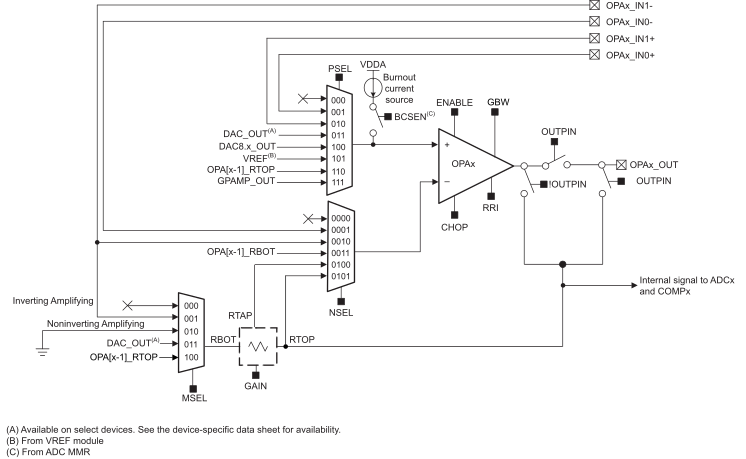 OPAx_IN1-
OPAx_IN0-
OPAx_IN1+
OPAx_IN0+
PSEL
VDDA
Burnout
current
source
BCSEN(C)
ENABLE
GBW
000
001
010
DAC_OUT(A)
011
DAC8.x_OUT
100
VREF(B)
101
OPA[x-1]_RTOP
110
GPAMP_OUT
111
+
OPAx
−
OUTPIN
OPAx_OUT
!OUTPIN
OUTPIN
RRI
CHOP
0000
0001
0010
OPA[x-1]_RBOT
0011
0100
0101
NSEL
Internal signal to ADCx
and COMPx
Inverting Amplifying
000
001
Noninverting Amplifying
010
DAC_OUT(A)
011
OPA[x-1]_RTOP
100
RTAP
RBOT
RTOP
GAIN
MSEL
(A) Available on select devices. See the device-specific data sheet for availability.
(B) From VREF module
(C) From ADC MMR